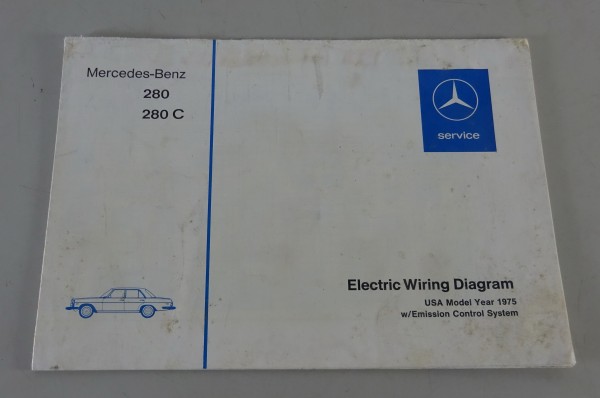 Mercedes-Benz
280
280 C
service
Electric Wiring Diagram
USA Model Year 1975
w/Emission Control System